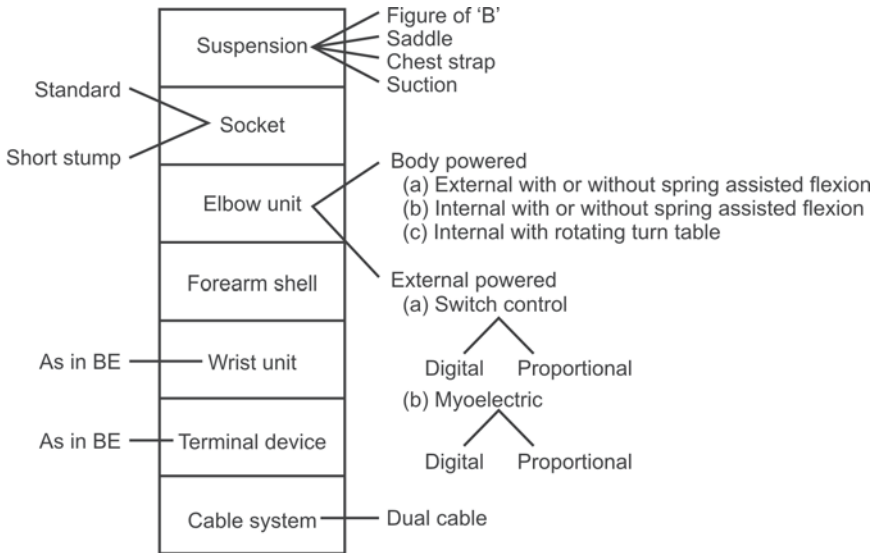 Suspension
Figure of ‘B’
Saddle
Chest strap
Suction
Standard
Short stump
Socket
Elbow unit
Body powered
(a) External with or without spring assisted flexion
(b) Internal with or without spring assisted flexion
(c) Internal with rotating turn table
External powered
(a) Switch control
Digital Proportional
(b) Myoelectric
Digital Proportional
Forearm shell
As in BE Wrist unit
As in BE Terminal device
Cable system Dual cable